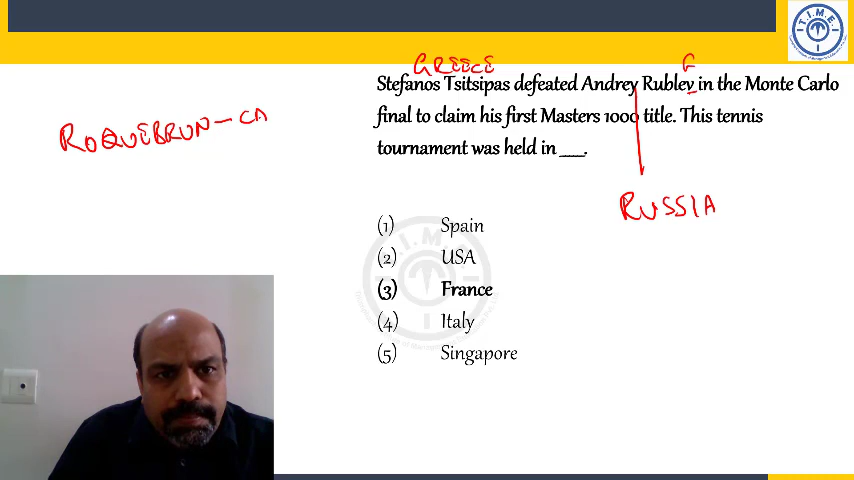 T.I.M.E.
GREECE
G
Stefanos Tsitsipas defeated Andrey Rublev in the Monte Carlo
final to claim his first Masters 1000 title. This tennis
tournament was held in ___.
ROQUEBRUN-CA
RUSSIA
(1) Spain
(2) USA
(3) France
(4) Italy
(5) Singapore
T.I.M.E.